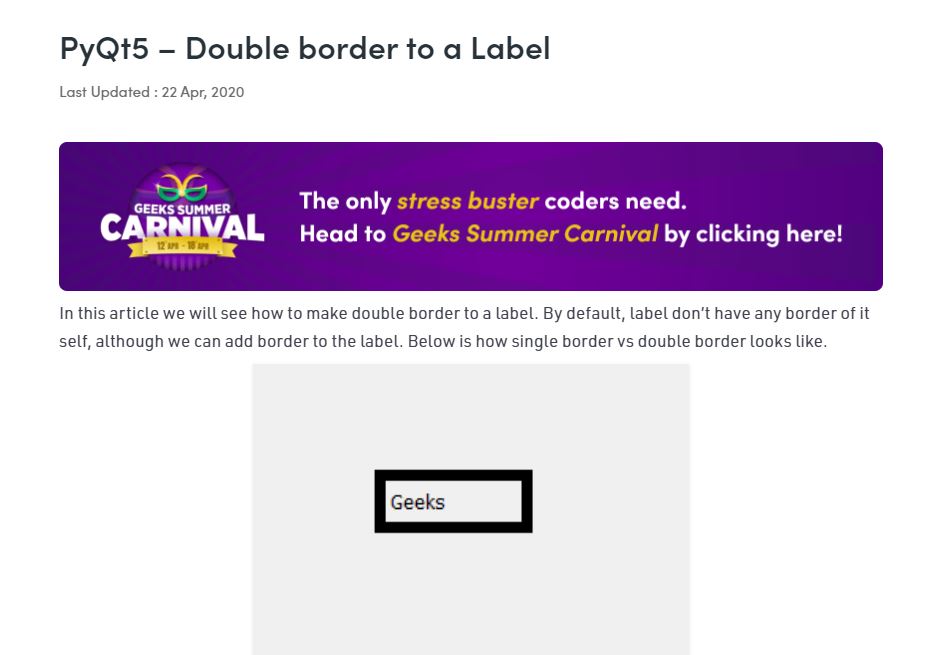 PyQt5 – Double border to a Label
Last Updated : 22 Apr, 2020
GEEKS SUMMER
CARNIVAL
12 APR - 18 APR
The only stress buster coders need.
Head to Geeks Summer Carnival by clicking here!
In this article we will see how to make double border to a label. By default, label don’t have any border of it
self, although we can add border to the label. Below is how single border vs double border looks like.
Geeks